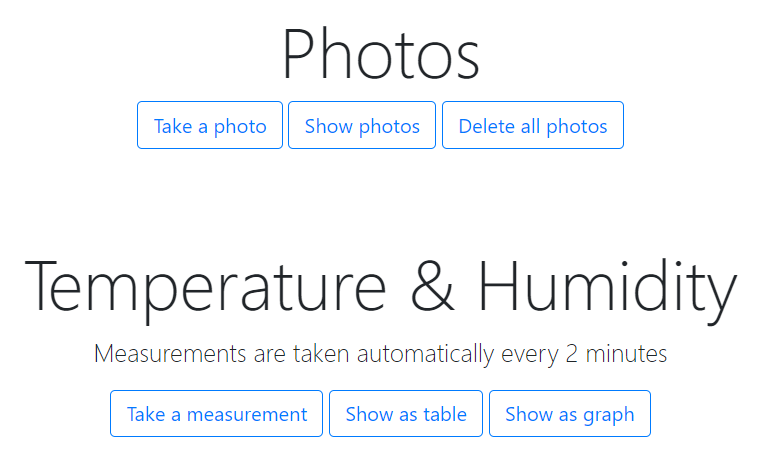 Photos
Take a photo Show photos Delete all photos
Temperature & Humidity
Measurements are taken automatically every 2 minutes
Take a measurement Show as table Show as graph